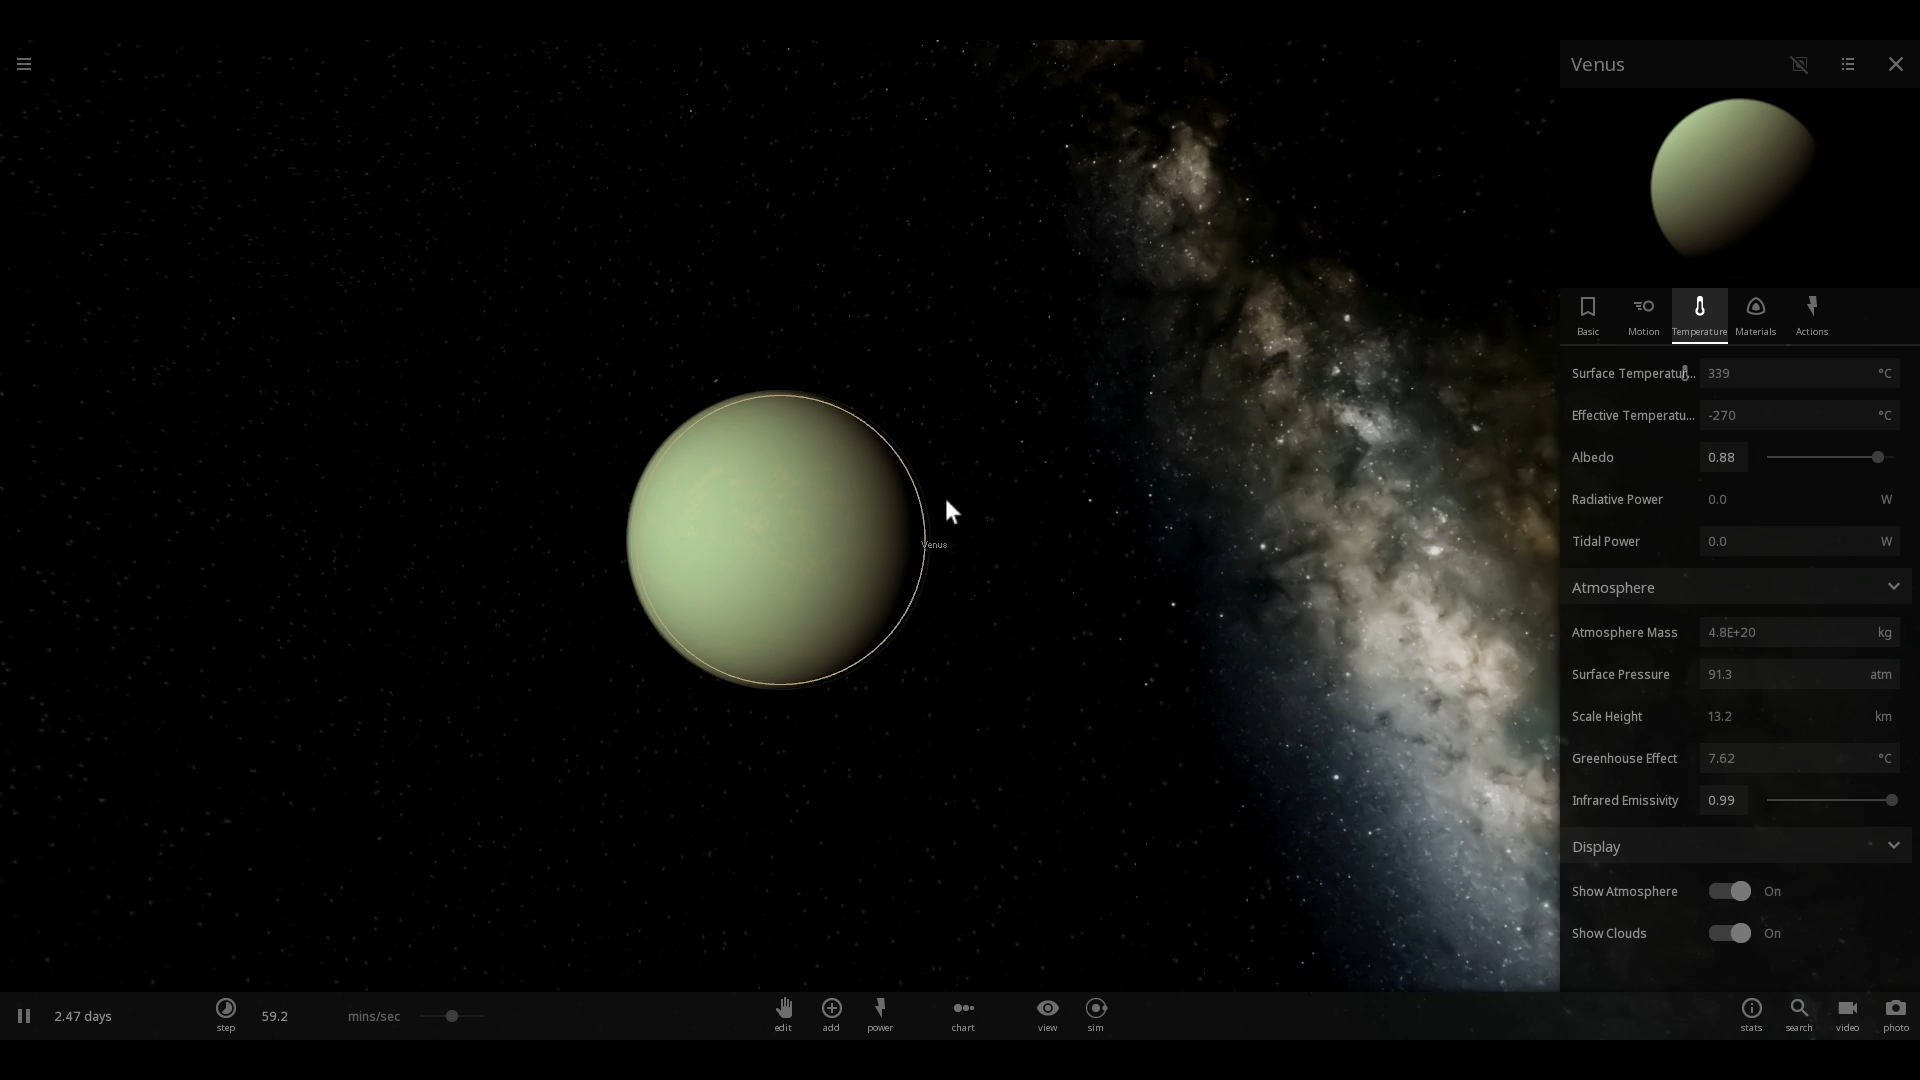 Venus
Basic
Motion
Temperature
Materials
Actions
Surface Temperatur... 339 °C
Effective Temperatu... -270 °C
Albedo 0.88
Radiative Power 0.0 W
Tidal Power 0.0 W
Venus
Atmosphere
Atmosphere Mass 4.8E+20 kg
Surface Pressure 91.3 atm
Scale Height 13.2 km
Greenhouse Effect 7.62 °C
Infrared Emissivity 0.99
Display
Show Atmosphere On
Show Clouds On
2.47 days
step
59.2 mins/sec
edit
add
power
chart
view
sim
stats
search
video
photo